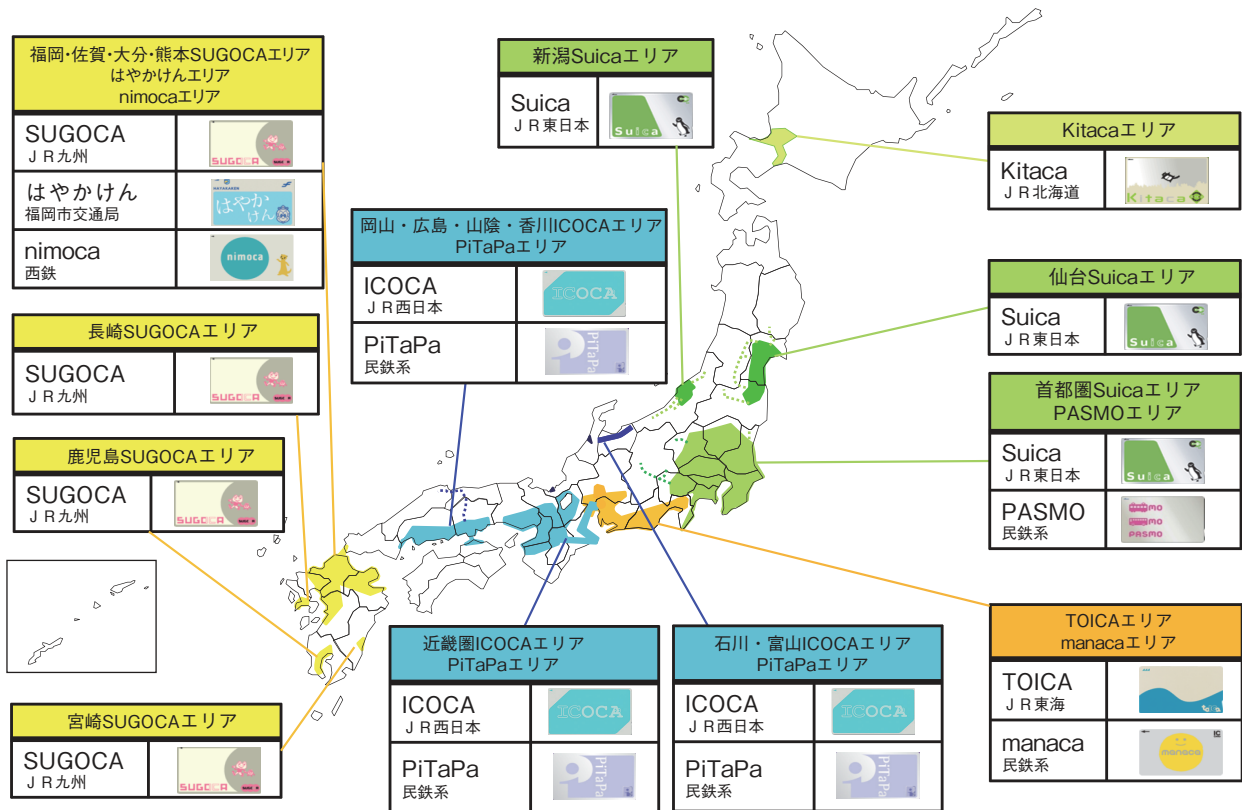 福岡・佐賀・大分・熊本SUGOCAエリア
はやかけんエリア
nimocaエリア
SUGOCA
ＪＲ九州
SUGOCA
はやかけん
福岡市交通局
HAYAKAKEN
はやか
けん
nimoca
西鉄
nimoca
長崎SUGOCAエリア
SUGOCA
ＪＲ九州
SUGOCA
鹿児島SUGOCAエリア
SUGOCA
ＪＲ九州
SUGOCA
宮崎SUGOCAエリア
SUGOCA
ＪＲ九州
SUGOCA
岡山・広島・山陰・香川ICOCAエリア
PiTaPaエリア
ICOCA
ＪＲ西日本
ICOCA
PiTaPa
民鉄系
PiTaPa
新潟Suicaエリア
Suica
ＪＲ東日本
Suica
近畿圏ICOCAエリア
PiTaPaエリア
ICOCA
ＪＲ西日本
ICOCA
PiTaPa
民鉄系
PiTaPa
石川・富山ICOCAエリア
PiTaPaエリア
ICOCA
ＪＲ西日本
ICOCA
PiTaPa
民鉄系
PiTaPa
Kitacaエリア
Kitaca
ＪＲ北海道
Kitaca
仙台Suicaエリア
Suica
ＪＲ東日本
Suica
首都圏Suicaエリア
PASMOエリア
Suica
ＪＲ東日本
Suica
PASMO
民鉄系
MO
MO
PASMO
TOICAエリア
manacaエリア
TOICA
ＪＲ東海
manaca
民鉄系
manaca